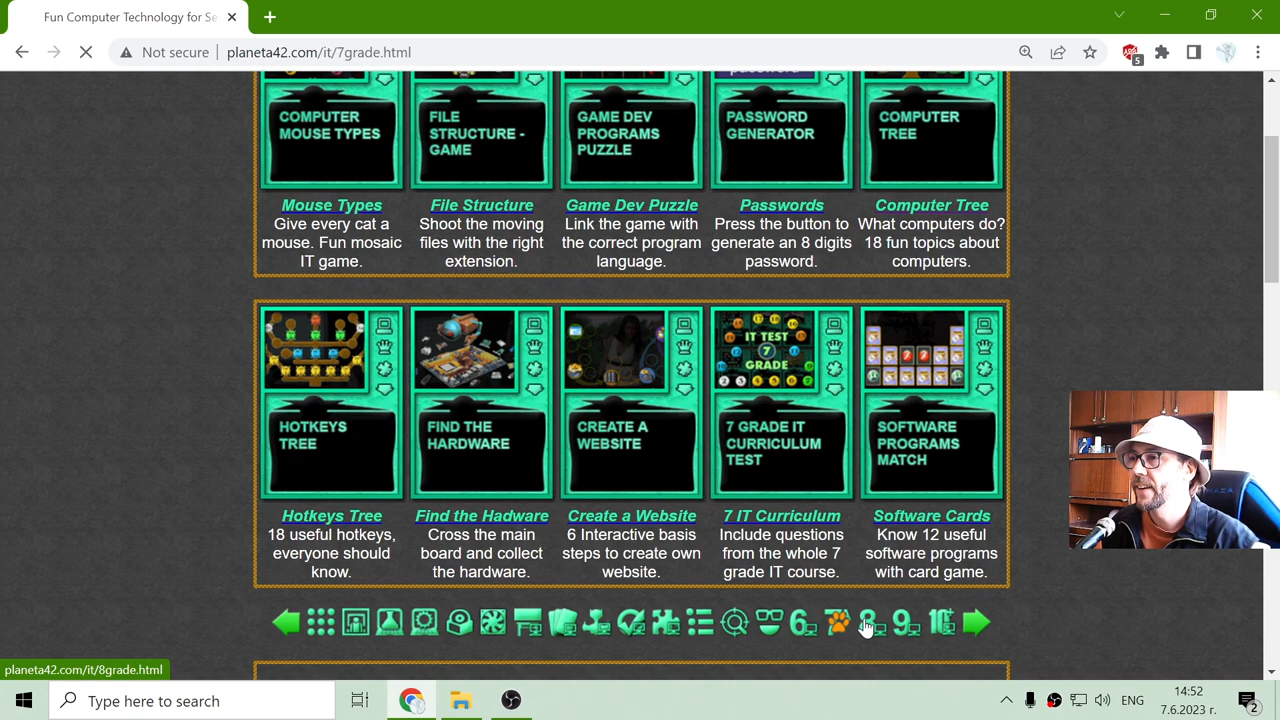 Fun Computer Technology for Se
Not secure
planeta42.com/it/7grade.html
5
password
COMPUTER
MOUSE TYPES
FILE
STRUCTURE -
GAME
GAME DEV
PROGRAMS
PUZZLE
PASSWORD
GENERATOR
COMPUTER
TREE
Mouse Types
Give every cat a
mouse. Fun mosaic
IT game.
File Structure
Shoot the moving
files with the right
extension.
Game Dev Puzzle
Link the game with
the correct program
language.
Passwords
Press the button to
generate an 8 digits
password.
Computer Tree
What computers do?
18 fun topics about
computers.
IT TEST
7
GRADE
HOTKEYS
TREE
FIND THE
HARDWARE
CREATE A
WEBSITE
7 GRADE IT
CURRICULUM
TEST
SOFTWARE
PROGRAMS
MATCH
Hotkeys Tree
18 useful hotkeys,
everyone should
know.
Find the Hadware
Cross the main
board and collect
the hardware.
Create a Website
6 Interactive basis
steps to create own
website.
7 IT Curriculum
Include questions
from the whole 7
grade IT course.
Software Cards
Know 12 useful
software programs
with card game.
6 8 9 10
planeta42.com/it/8grade.html
Type here to search
ENG
14:52
7.6.2023 г.
2